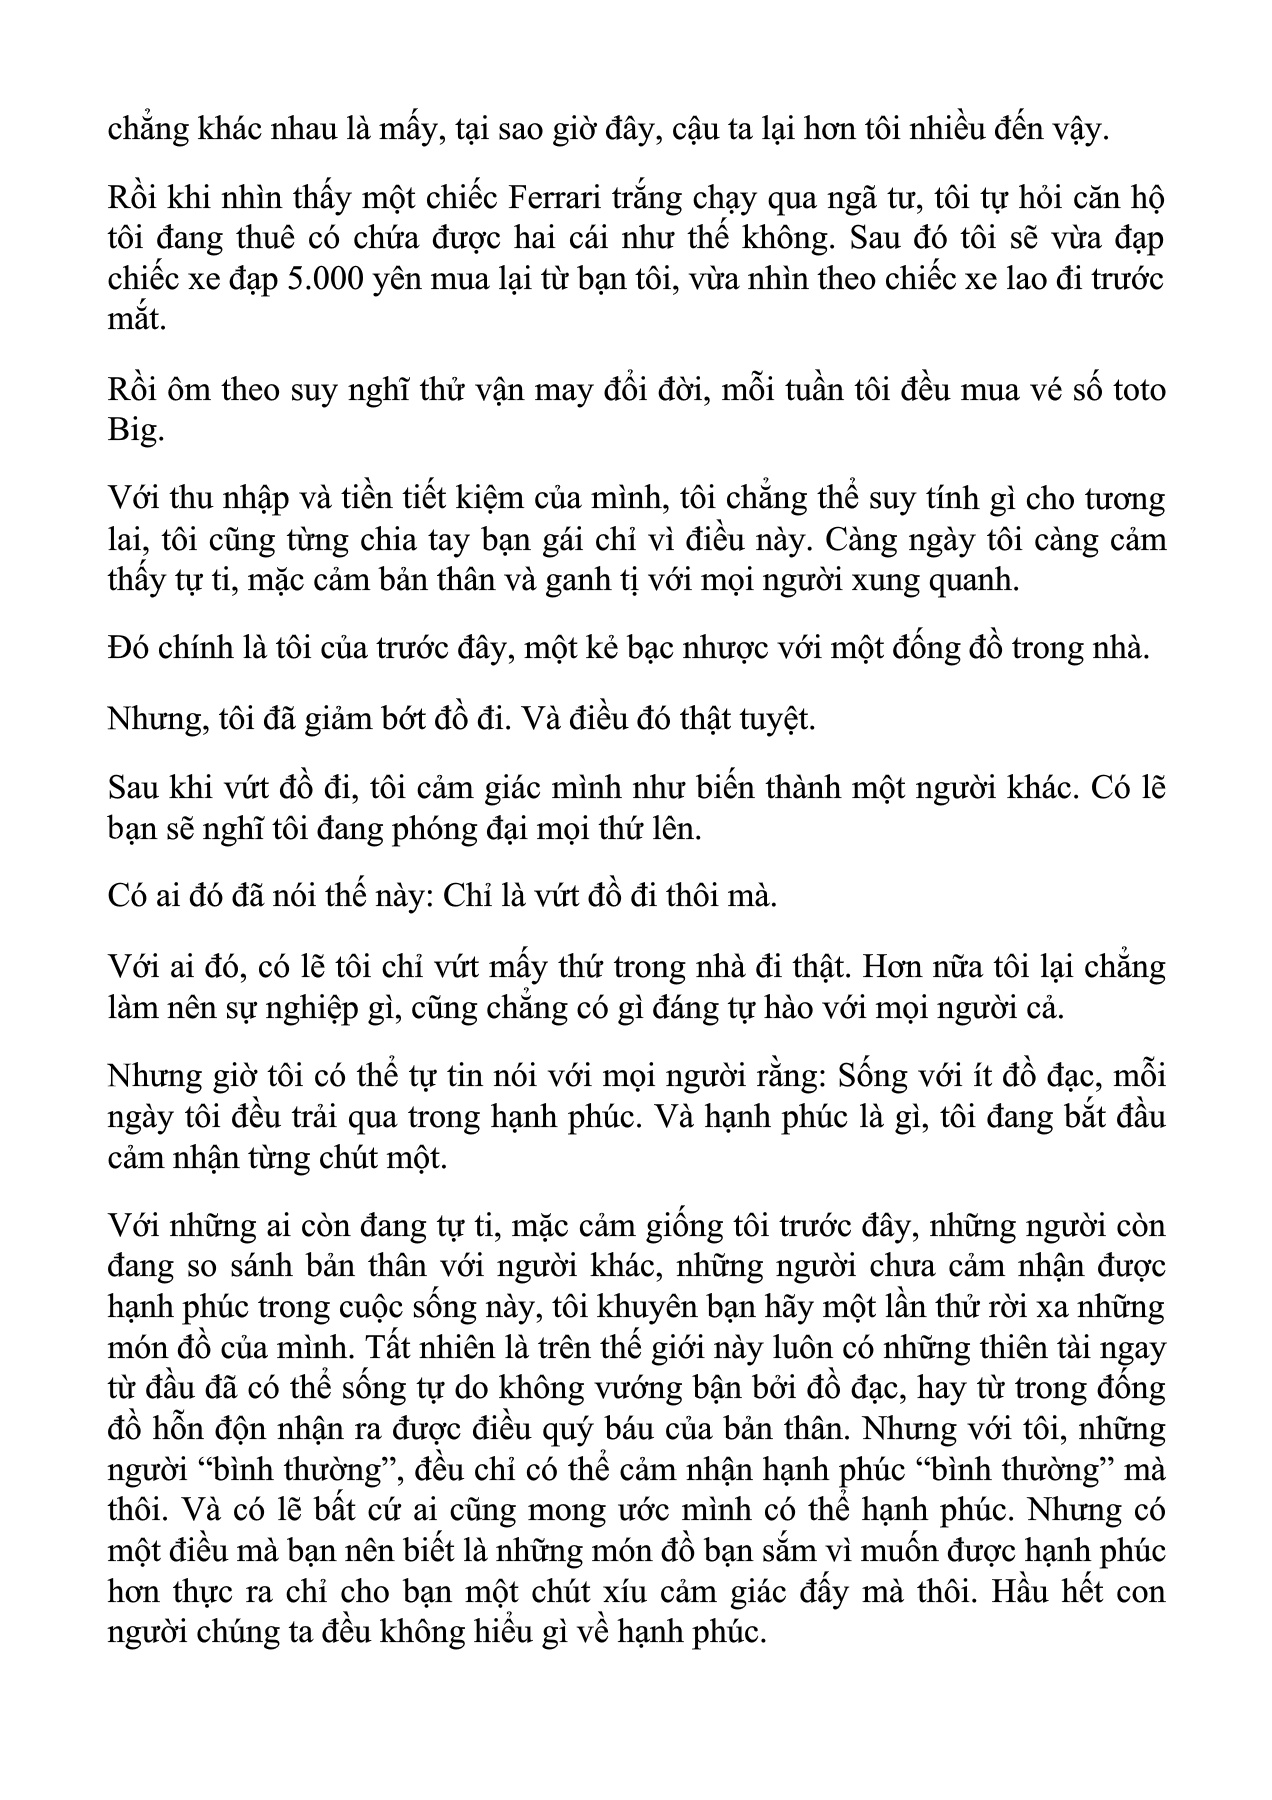 chẳng khác nhau là mấy, tại sao giờ đây, cậu ta lại hơn tôi nhiều đến vậy.
Rồi khi nhìn thấy một chiếc Ferrari trắng chạy qua ngã tư, tôi tự hỏi căn hộ
tôi đang thuê có chứa được hai cái như thế không. Sau đó tôi sẽ vừa đạp
chiếc xe đạp 5.000 yên mua lại từ bạn tôi, vừa nhìn theo chiếc xe lao đi trước
mắt.
Rồi ôm theo suy nghĩ thử vận may đổi đời, mỗi tuần tôi đều mua vé số toto
Big.
Với thu nhập và tiền tiết kiệm của mình, tôi chẳng thể suy tính gì cho tương
lai, tôi cũng từng chia tay bạn gái chỉ vì điều này. Càng ngày tôi càng cảm
thấy tự ti, mặc cảm bản thân và ganh tị với mọi người xung quanh.
Đó chính là tôi của trước đây, một kẻ bạc nhược với một đống đồ trong nhà.
Nhưng, tôi đã giảm bớt đồ đi. Và điều đó thật tuyệt.
Sau khi vứt đồ đi, tôi cảm giác mình như biến thành một người khác. Có lẽ
bạn sẽ nghĩ tôi đang phóng đại mọi thứ lên.
Có ai đó đã nói thế này: Chỉ là vứt đồ đi thôi mà.
Với ai đó, có lẽ tôi chỉ vứt mấy thứ trong nhà đi thật. Hơn nữa tôi lại chẳng
làm nên sự nghiệp gì, cũng chẳng có gì đáng tự hào với mọi người cả.
Nhưng giờ tôi có thể tự tin nói với mọi người rằng: Sống với ít đồ đạc, mỗi
ngày tôi đều trải qua trong hạnh phúc. Và hạnh phúc là gì, tôi đang bắt đầu
cảm nhận từng chút một.
Với những ai còn đang tự ti, mặc cảm giống tôi trước đây, những người còn
đang so sánh bản thân với người khác, những người chưa cảm nhận được
hạnh phúc trong cuộc sống này, tôi khuyên bạn hãy một lần thử rời xa những
món đồ của mình. Tất nhiên là trên thế giới này luôn có những thiên tài ngay
từ đầu đã có thể sống tự do không vướng bận bởi đồ đạc, hay từ trong đống
đồ hỗn độn nhận ra được điều quý báu của bản thân. Nhưng với tôi, những
người “bình thường”, đều chỉ có thể cảm nhận hạnh phúc “bình thường” mà
thôi. Và có lẽ bất cứ ai cũng mong ước mình có thể hạnh phúc. Nhưng có
một điều mà bạn nên biết là những món đồ bạn sắm vì muốn được hạnh phúc
hơn thực ra chỉ cho bạn một chút xíu cảm giác đấy mà thôi. Hầu hết con
người chúng ta đều không hiểu gì về hạnh phúc.